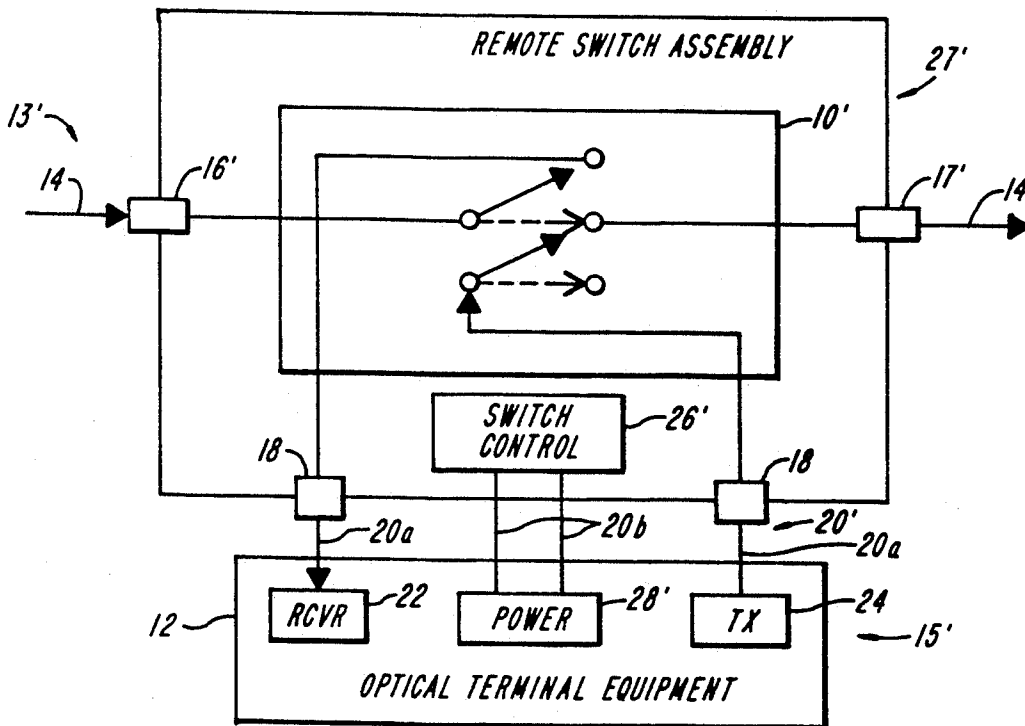 REMOTE SWITCH ASSEMBLY
27'
13'
10'
14
16'
17'
14
SWITCH
CONTROL
26'
18
18
20a
20b
20'
20a
12
RCVR
22
POWER
28'
TX
24
15'
OPTICAL TERMINAL EQUIPMENT